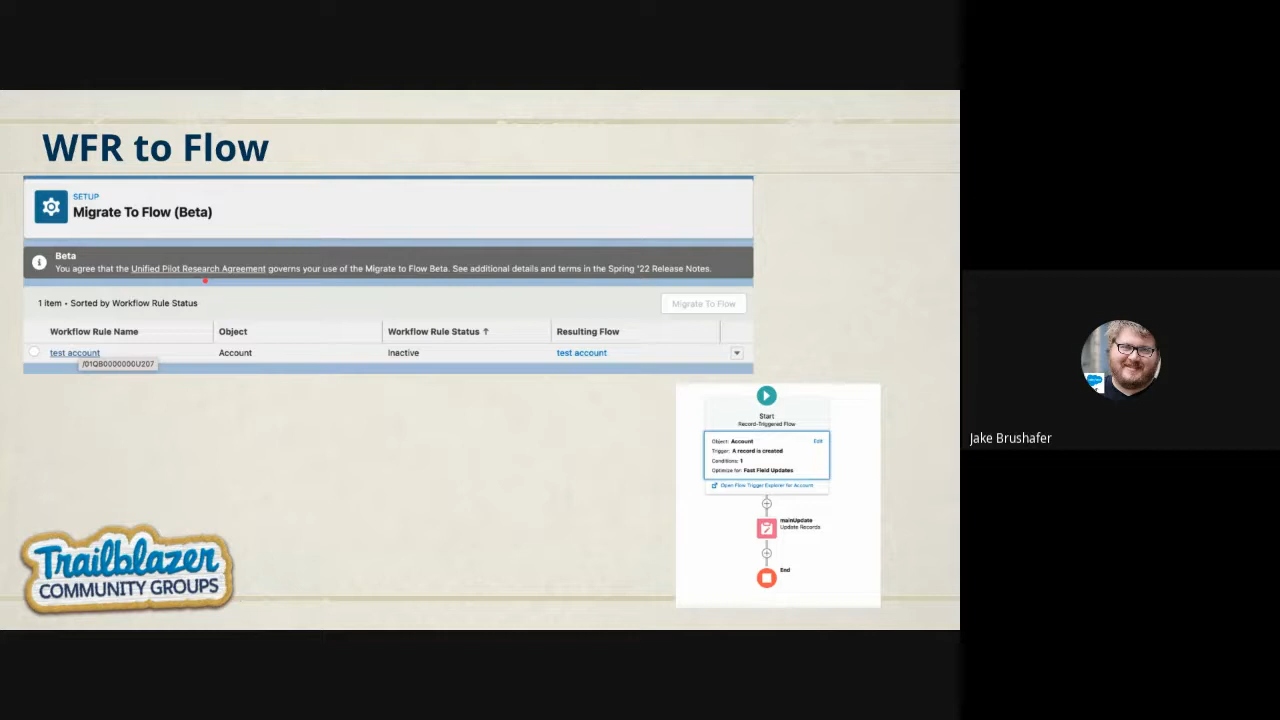 WFR to Flow
SETUP
Migrate To Flow (Beta)
Beta
You agree that the Unified Pilot Research Agreement governs your use of the Migrate to Flow Beta. See additional details and terms in the Spring '22 Release Notes.
1 item • Sorted by Workflow Rule Status
Migrate To Flow
Workflow Rule Name Object Workflow Rule Status ↑ Resulting Flow
test account Account Inactive test account
/01QB0000000U207
Start
Record-Triggered Flow
Object: Account Edit
Trigger: A record is created
Conditions: 1
Optimize for: Fast Field Updates
Open Flow Trigger Explorer for Account
mainUpdate
Update Records
End
Trailblazer
COMMUNITY GROUPS
Jake Brushafer